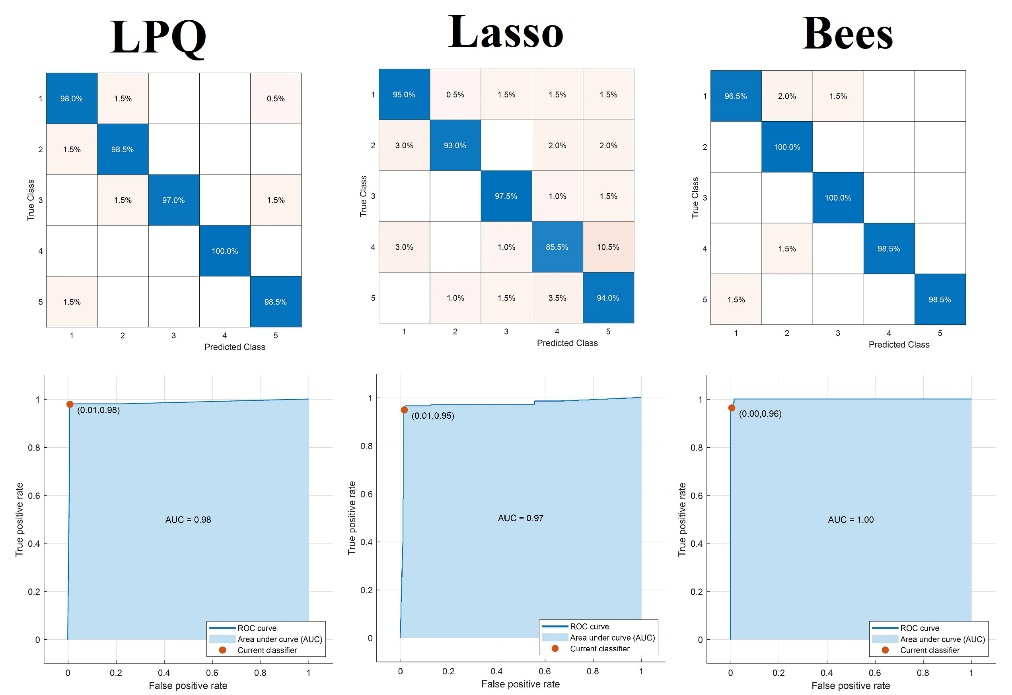 LPQ
Lasso
Bees
1 98.0% 1.5% 0.5%
2 1.5% 98.5%
3 1.5% 97.0% 1.5%
4 100.0%
5 1.5% 98.5%
1 2 3 4 5
True Class
Predicted Class
1 95.0% 0.5% 1.5% 1.5% 1.5%
2 3.0% 93.0% 2.0% 2.0%
3 97.5% 1.0% 1.5%
4 3.0% 1.0% 85.5% 10.5%
5 1.0% 1.5% 3.5% 94.0%
1 2 3 4 5
True Class
Predicted Class
1 96.5% 2.0% 1.5%
2 100.0%
3 100.0%
4 1.5% 98.5%
5 1.5% 98.5%
1 2 3 4 5
True Class
Predicted Class
1
0.8
0.6
0.4
0.2
0
True positive rate
(0.01,0.98)
AUC = 0.98
ROC curve
Area under curve (AUC)
Current classifier
0 0.2 0.4 0.6 0.8 1
False positive rate
1
0.8
0.6
0.4
0.2
0
True positive rate
(0.01,0.95)
AUC = 0.97
ROC curve
Area under curve (AUC)
Current classifier
0 0.2 0.4 0.6 0.8 1
False positive rate
1
0.8
0.6
0.4
0.2
0
True positive rate
(0.00,0.96)
AUC = 1.00
ROC curve
Area under curve (AUC)
Current classifier
0 0.2 0.4 0.6 0.8 1
False positive rate